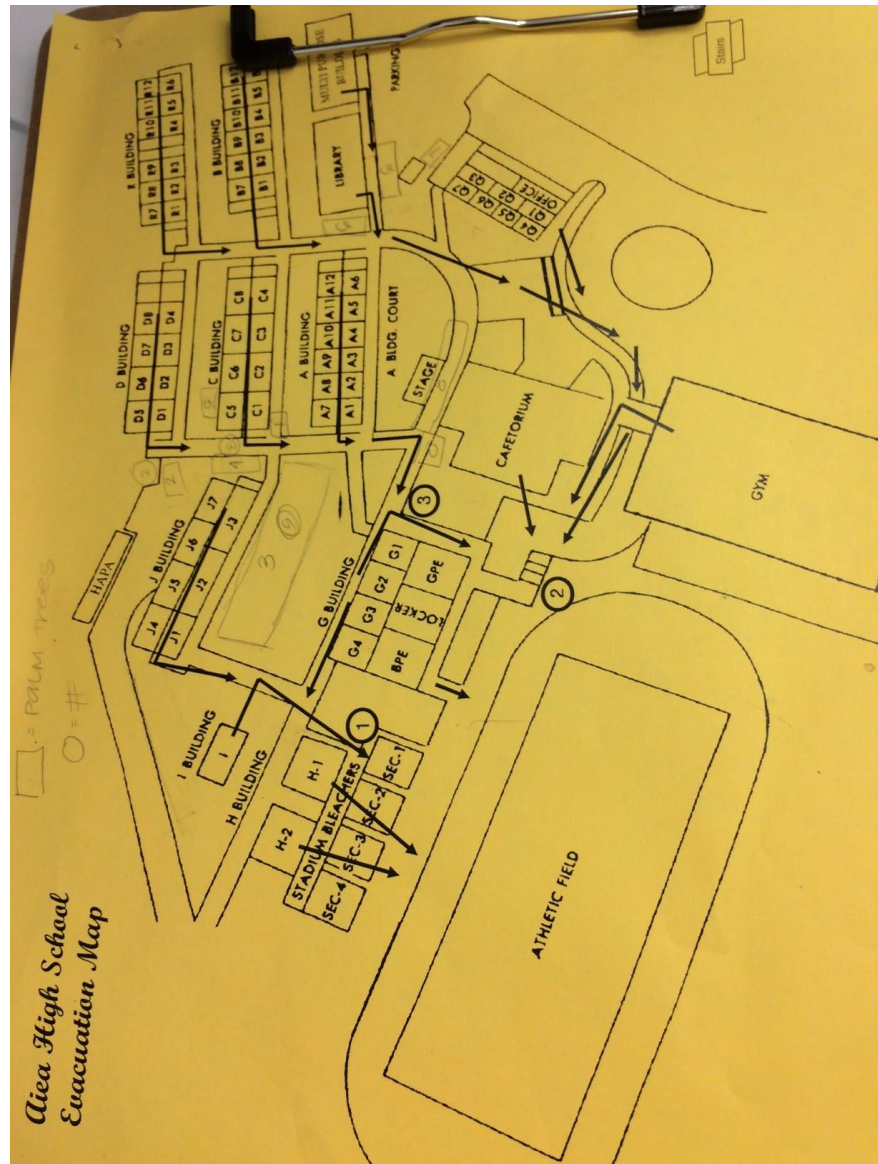 Aiea High School
Evacuation Map
☐ = PALM Trees
O = #
HAPA
R BUILDING
R7 R8 R9 R10 R11 R12
R1 R2 R3 R4 R5 R6
B BUILDING
B7 B8 B9 B10 B11 B12
B1 B2 B3 B4 B5
MULTI PURPOSE
BUILDING
PARKING
LIBRARY
Stairs
D BUILDING
D5 D6 D7 D8
D1 D2 D3 D4
C BUILDING
C5 C6 C7 C8
C1 C2 C3 C4
A BUILDING
A7 A8 A9 A10 A11 A12
A1 A2 A3 A4 A5 A6
A BLDG. COURT
STAGE
OFFICE
Q1 Q2 Q3
Q4 Q5 Q6 Q7
J BUILDING
J4 J5 J6 J7
J1 J2 J3
3 9
G BUILDING
G4 G3 G2 G1
BPE LOCKER GPE
CAFETORIUM
GYM
I BUILDING
I
H BUILDING
H-2 H-1
STADIUM BLEACHERS
SEC-4 SEC-3 SEC-2 SEC-1
1
2
3
ATHLETIC FIELD